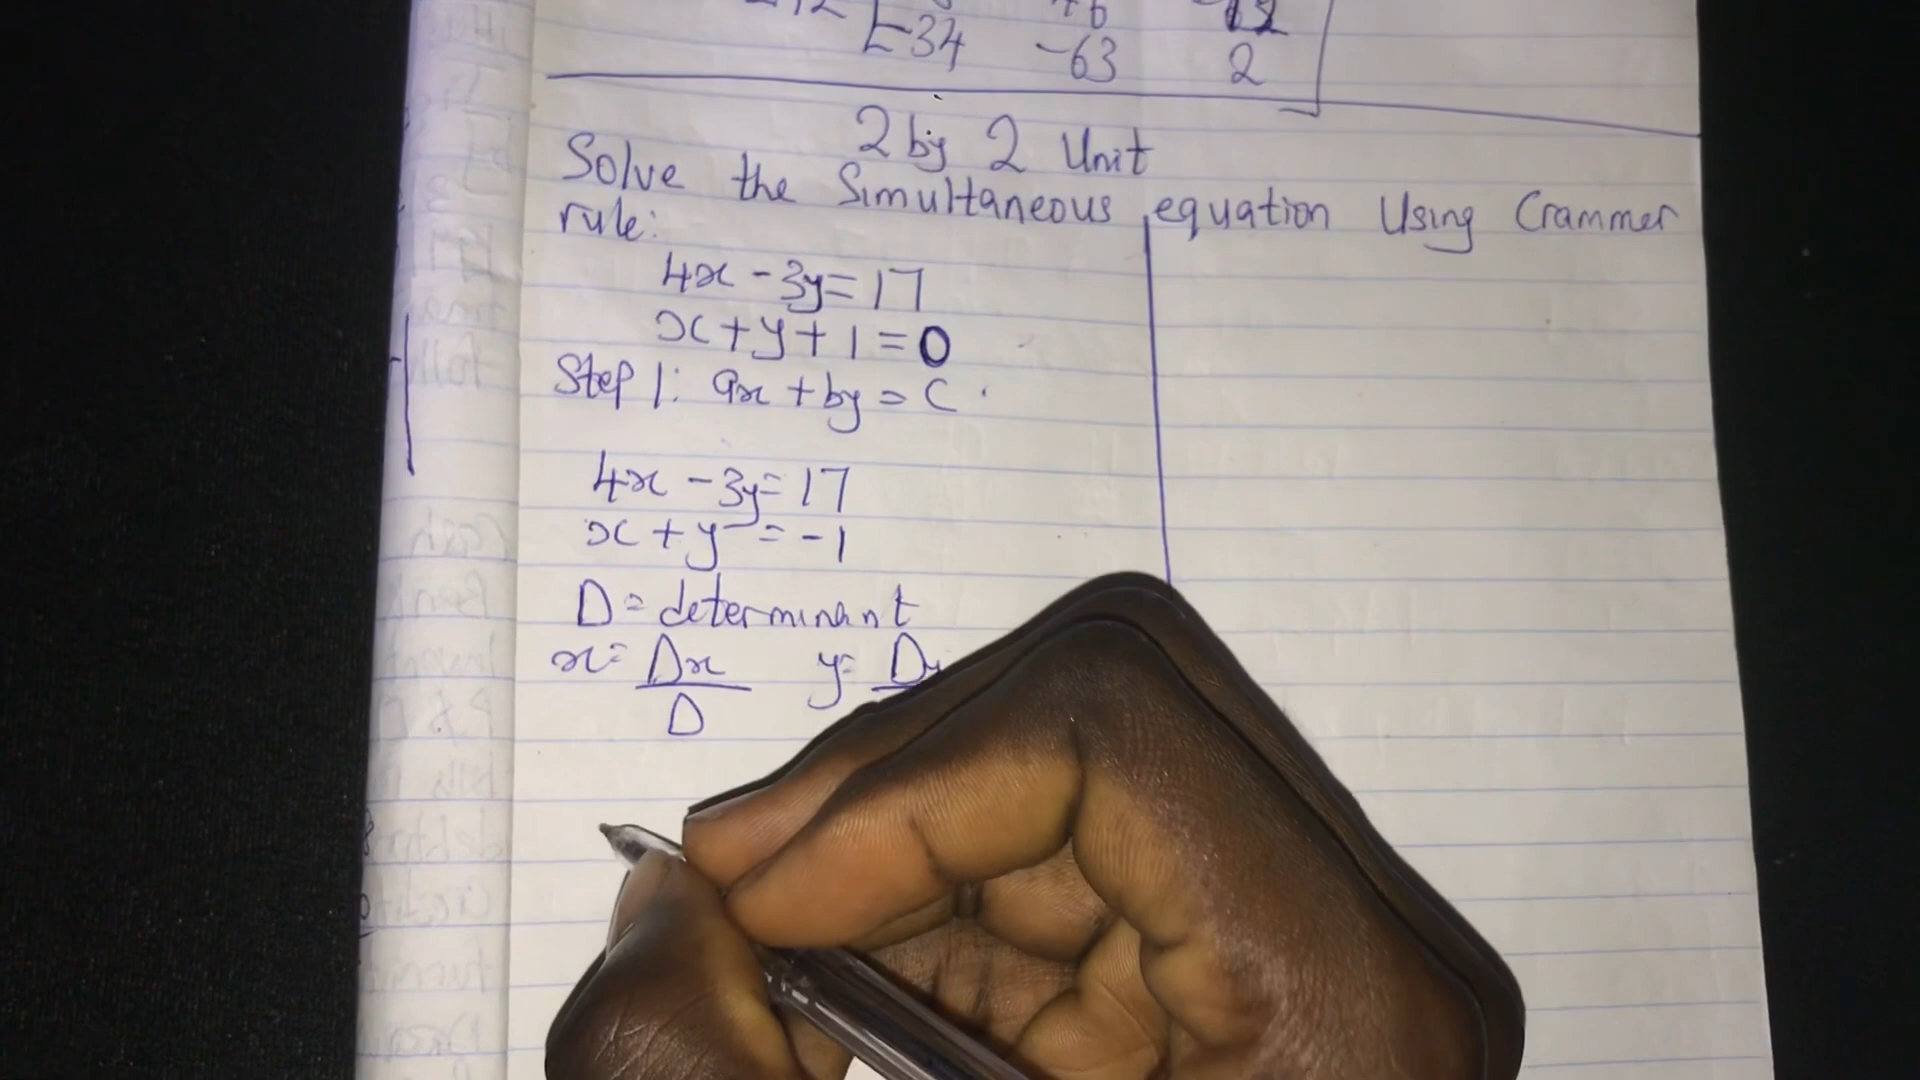 -34 -63 2
2 by 2 Unit
Solve the Simultaneous equation Using Crammer
rule:
4x - 3y = 17
x + y + 1 = 0
Step 1: ax + by = C
4x - 3y = 17
x + y = -1
D = determinant
x = Dx / D y = Dy